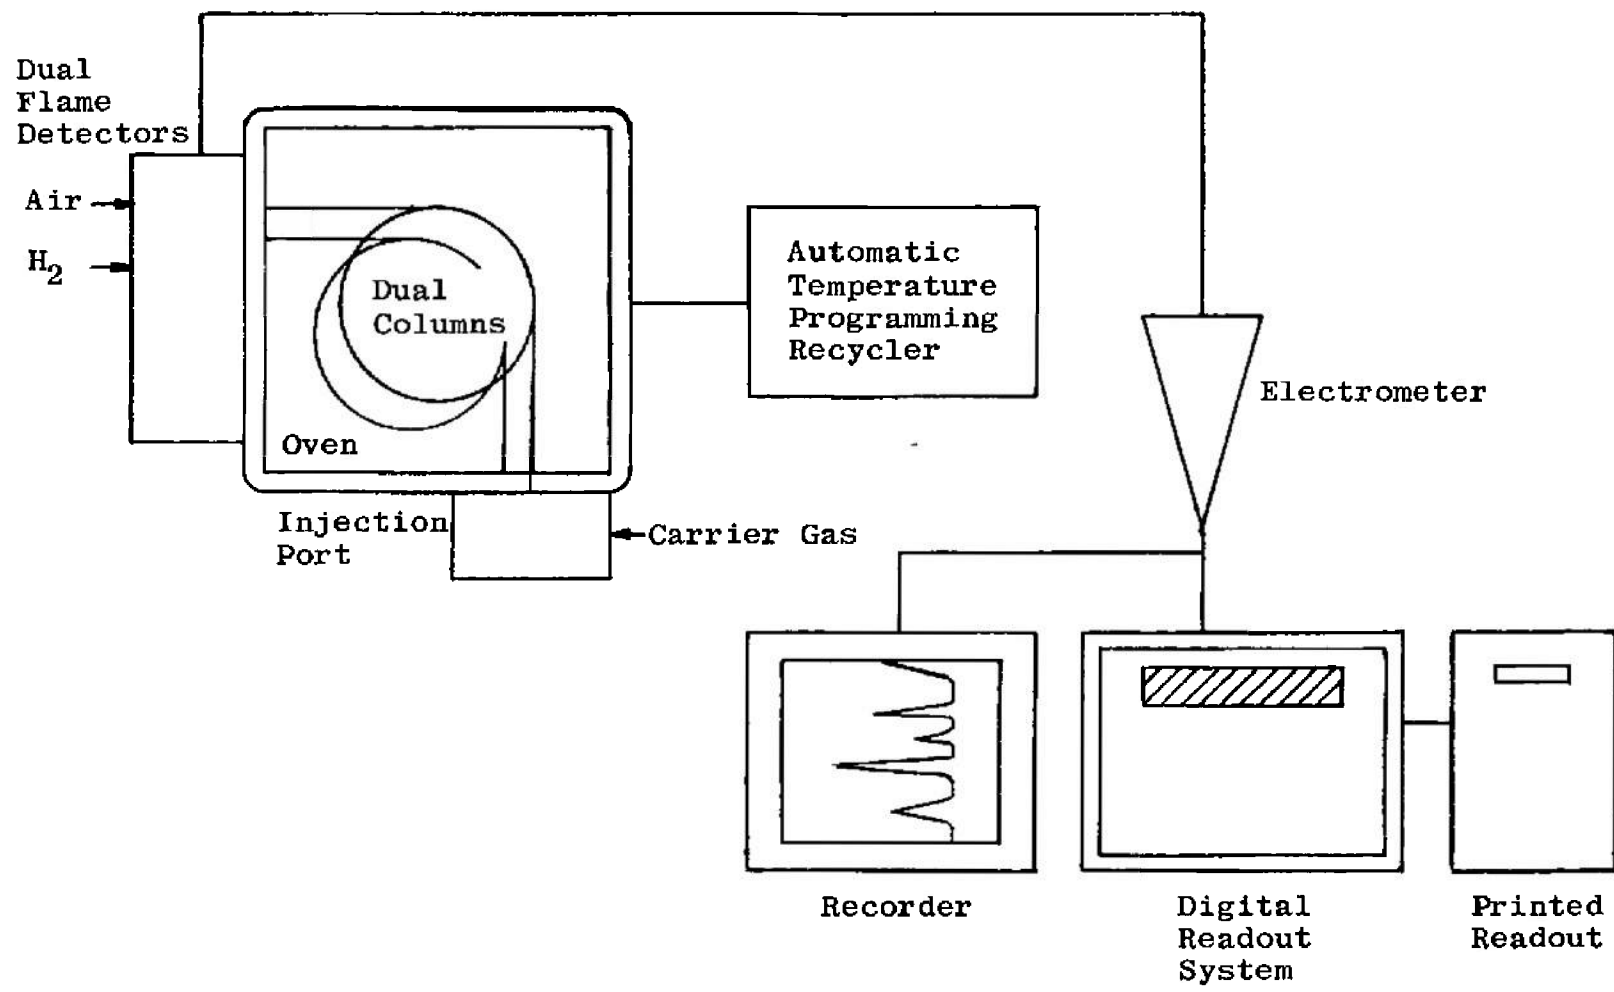 Dual
Flame
Detectors
Air
H2
Dual
Columns
Oven
Injection
Port
Carrier Gas
Automatic
Temperature
Programming
Recycler
Electrometer
Recorder
Digital
Readout
System
Printed
Readout